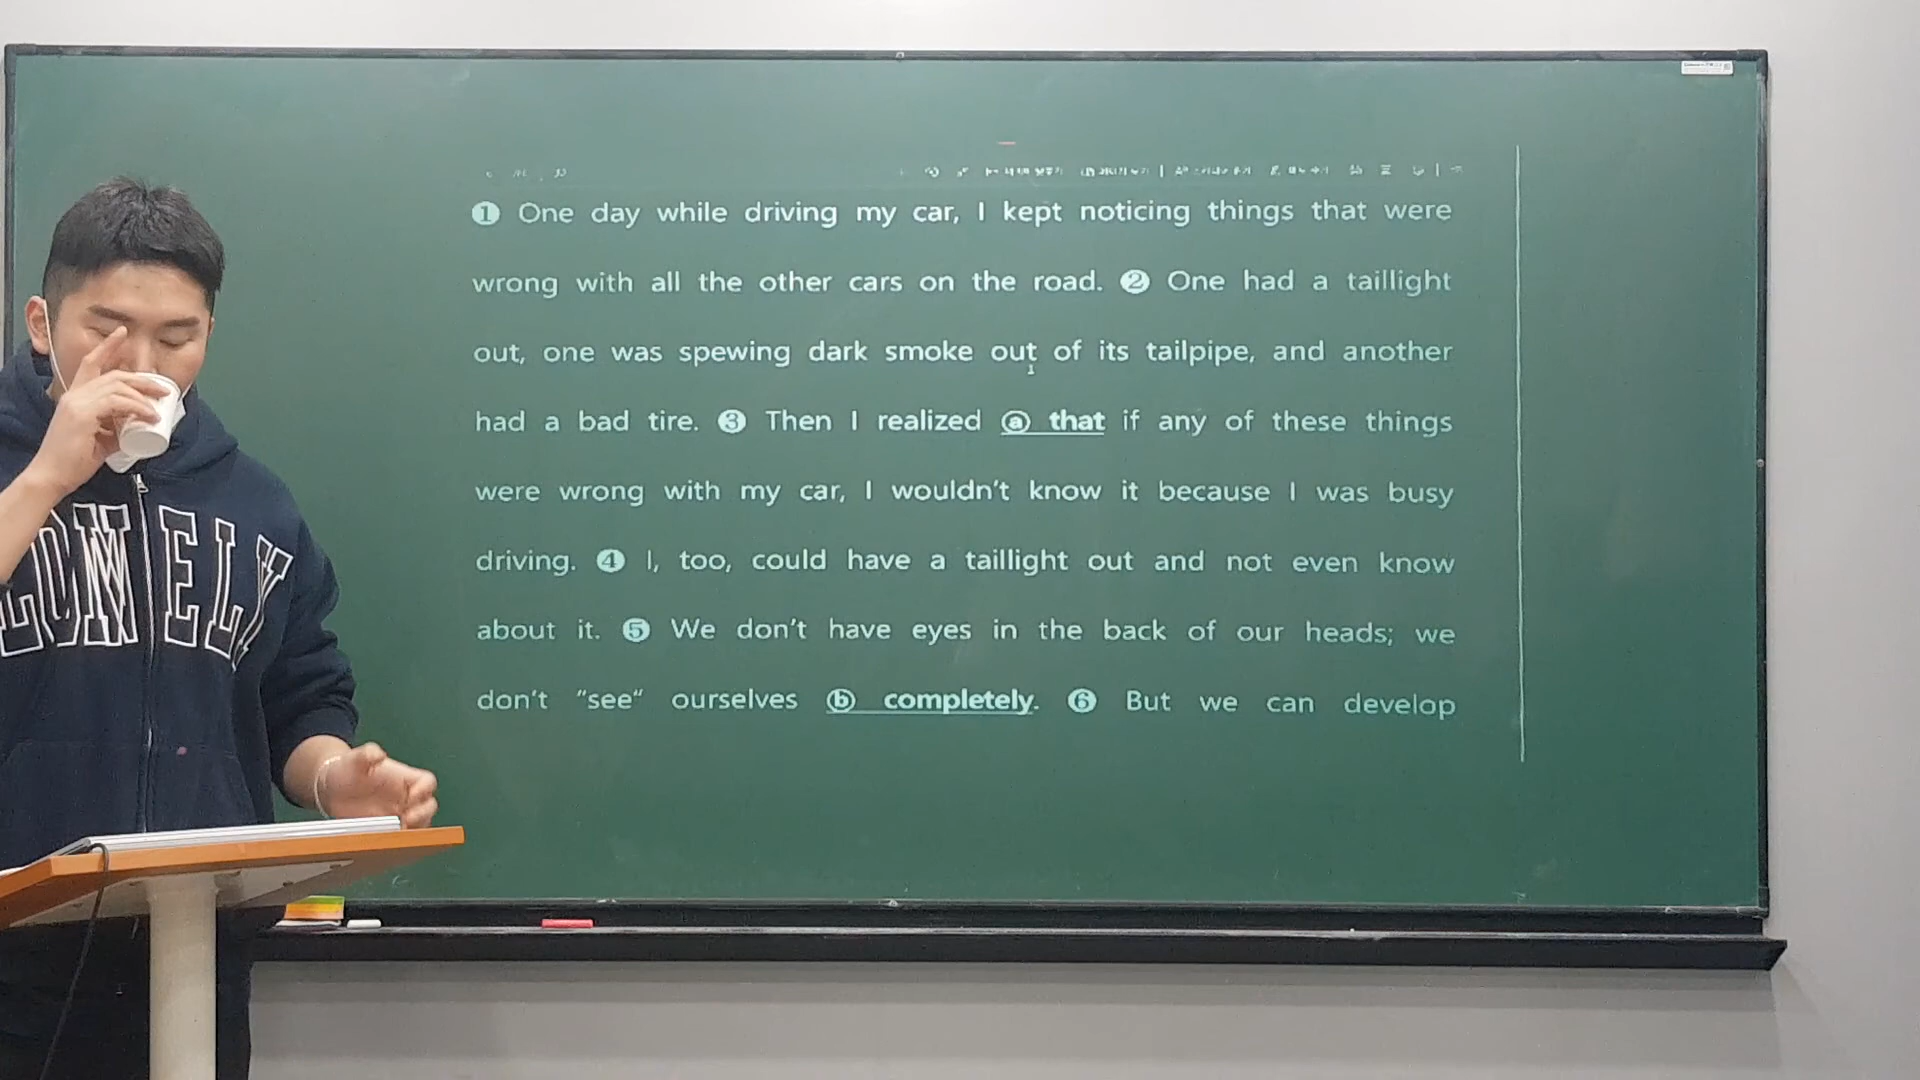 ❶ One day while driving my car, I kept noticing things that were
wrong with all the other cars on the road. ❷ One had a taillight
out, one was spewing dark smoke out of its tailpipe, and another
had a bad tire. ❸ Then I realized ⓐ that if any of these things
were wrong with my car, I wouldn't know it because I was busy
driving. ❹ I, too, could have a taillight out and not even know
about it. ❺ We don't have eyes in the back of our heads; we
don't "see" ourselves ⓑ completely. ❻ But we can develop
LONELY